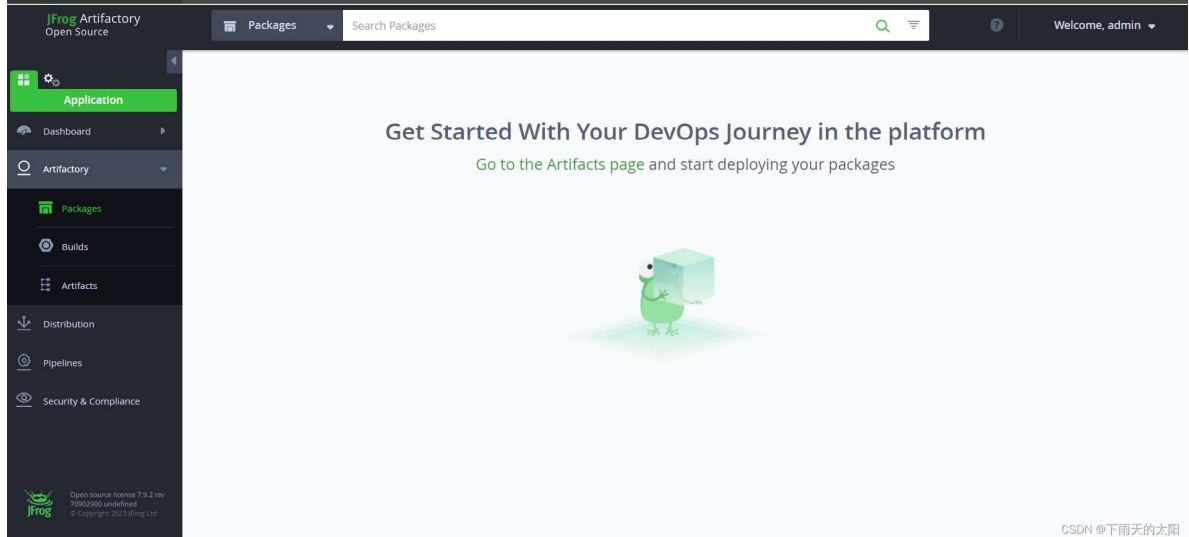 JFrog Artifactory
Open Source
Packages
Search Packages
Welcome, admin
Application
Dashboard
Artifactory
Packages
Builds
Artifacts
Distribution
Pipelines
Security & Compliance
Get Started With Your DevOps Journey in the platform
Go to the Artifacts page and start deploying your packages
JFrog
Open source license 7.9.2 rev
70902900 undefined
© Copyright 2023 JFrog Ltd
CSDN @下雨天的太阳